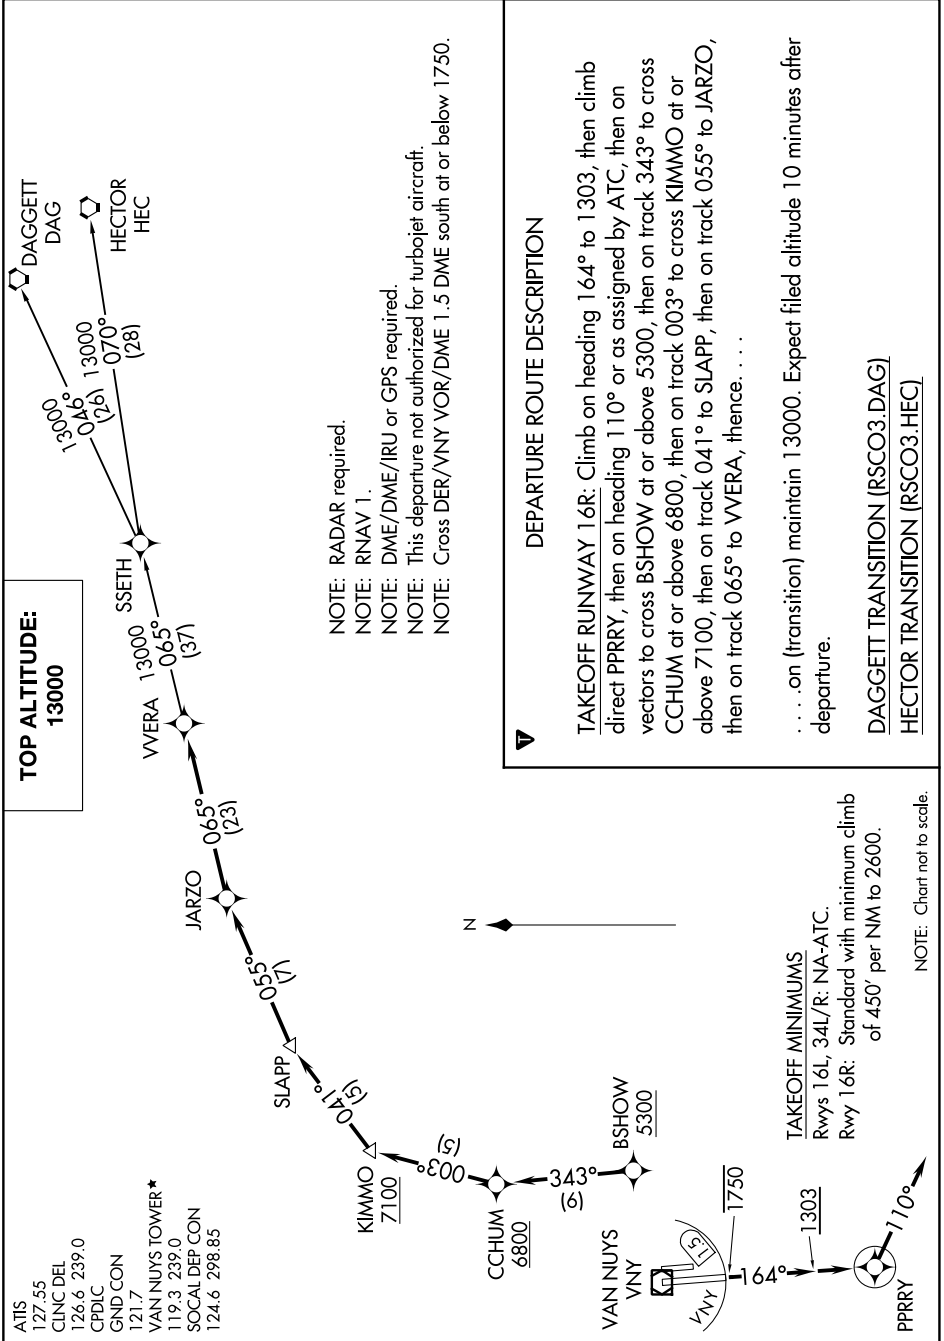 ATIS
127.55
CLNC DEL
126.6 239.0
CPDLC
GND CON
121.7
VAN NUYS TOWER★
119.3 239.0
SOCAL DEP CON
124.6 298.85
TOP ALTITUDE:
13000
DAGGETT
DAG
HECTOR
HEC
13000
046°
(26)
13000
070°
(28)
SSETH
13000
065°
(37)
VVERA
065°
(23)
JARZO
055°
(7)
SLAPP
041°
(5)
KIMMO
7100
003°
(5)
CCHUM
6800
343°
(6)
BSHOW
5300
VAN NUYS
VNY
VNY
1.5
1750
164°
1303
PPRRY
110°
N
NOTE: RADAR required.
NOTE: RNAV 1.
NOTE: DME/DME/IRU or GPS required.
NOTE: This departure not authorized for turbojet aircraft.
NOTE: Cross DER/VNY VOR/DME 1.5 DME south at or below 1750.
TAKEOFF MINIMUMS
Rwys 16L, 34L/R: NA-ATC.
Rwy 16R: Standard with minimum climb
of 450' per NM to 2600.
NOTE: Chart not to scale.
T
DEPARTURE ROUTE DESCRIPTION
TAKEOFF RUNWAY 16R: Climb on heading 164° to 1303, then climb
direct PPRRY, then on heading 110° or as assigned by ATC, then on
vectors to cross BSHOW at or above 5300, then on track 343° to cross
CCHUM at or above 6800, then on track 003° to cross KIMMO at or
above 7100, then on track 041° to SLAPP, then on track 055° to JARZO,
then on track 065° to VVERA, thence. . . .
. . . .on (transition) maintain 13000. Expect filed altitude 10 minutes after
departure.
DAGGETT TRANSITION (RSCO3.DAG)
HECTOR TRANSITION (RSCO3.HEC)